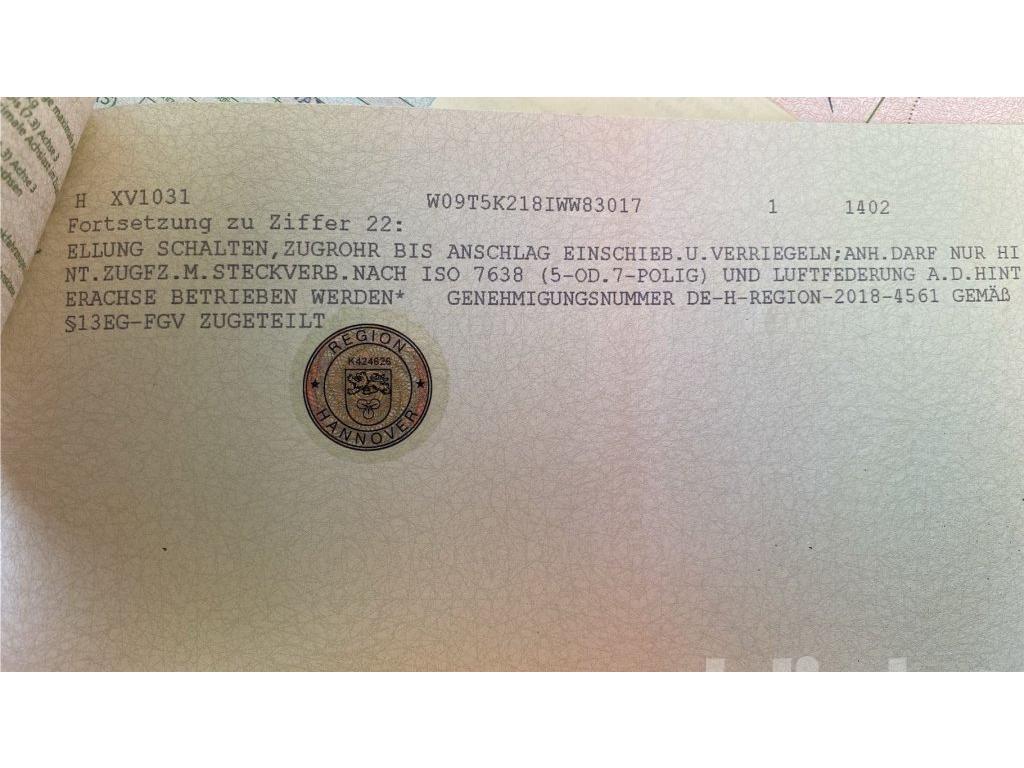 H XV1031 W09T5K218IWW83017 1 1402
Fortsetzung zu Ziffer 22:
ELLUNG SCHALTEN,ZUGROHR BIS ANSCHLAG EINSCHIEB.U.VERRIEGELN;ANH.DARF NUR HI
NT.ZUGFZ.M.STECKVERB.NACH ISO 7638 (5-OD.7-POLIG) UND LUFTFEDERUNG A.D.HINT
ERACHSE BETRIEBEN WERDEN* GENEHMIGUNGSNUMMER DE-H-REGION-2018-4561 GEMÄß
§13EG-FGV ZUGETEILT
REGION
K424626
HANNOVER